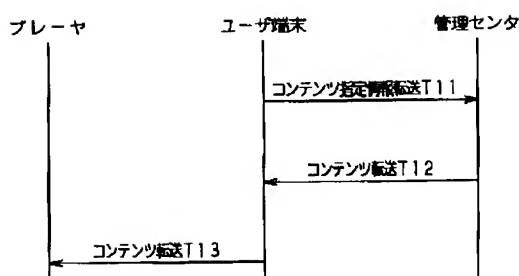 プレーヤ ユーザ端末 管理センタ
コンテンツ指定情報転送T11
コンテンツ転送T12
コンテンツ転送T13